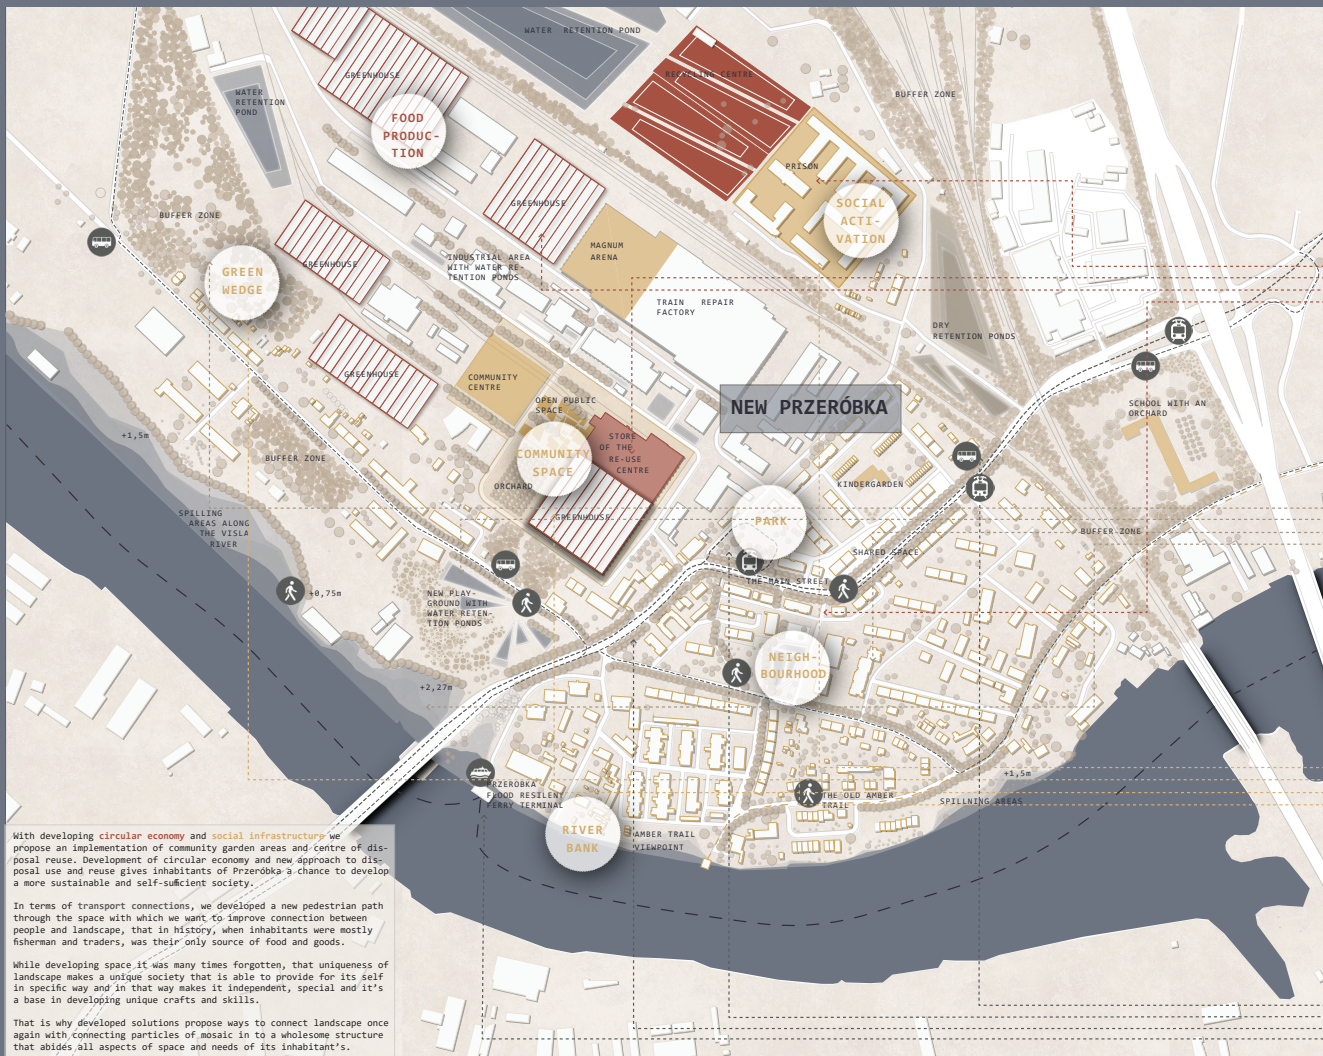 WATER RETENTION POND
GREENHOUSE
RECYCLING CENTRE
WATER
RETENTION
POND
BUFFER ZONE
FOOD
PRODUC-
TION
PRISON
GREENHOUSE
SOCIAL
ACTI-
VATION
BUFFER ZONE
MAGNUM
ARENA
INDUSTRIAL AREA
WITH WATER RE-
TENTION PONDS
GREENHOUSE
GREEN
WEDGE
TRAIN REPAIR
FACTORY
DRY
RETENTION PONDS
GREENHOUSE
COMMUNITY
CENTRE
OPEN PUBLIC
SPACE
NEW PRZERÓBKA
SCHOOL WITH AN
ORCHARD
+1,5m
BUFFER ZONE
STORE
OF THE
RE-USE
CENTRE
COMMUNITY
SPACE
ORCHARD
KINDERGARDEN
GREENHOUSE
PARK
SPILLING
AREAS ALONG
THE VISLA
RIVER
BUFFER ZONE
SHARED SPACE
THE MAIN STREET
+0,75m
NEW PLAY-
GROUND WITH
WATER RETEN-
TION PONDS
NEIGH-
BOURHOOD
+2,27m
+1,5m
PRZERÓBKA
FLOOD RESILENT
FERRY TERMINAL
THE OLD AMBER
TRAIL
SPILLNING AREAS
RIVER
BANK
AMBER TRAIL
VIEWPOINT
With developing circular economy and social infrastructure we
propose an implementation of community garden areas and centre of dis-
posal reuse. Development of circular economy and new approach to dis-
posal use and reuse gives inhabitants of Przeróbka a chance to develop
a more sustainable and self-sufficient society.
In terms of transport connections, we developed a new pedestrian path
through the space with which we want to improve connection between
people and landscape, that in history, when inhabitants were mostly
fisherman and traders, was their only source of food and goods.
While developing space it was many times forgotten, that uniqueness of
landscape makes a unique society that is able to provide for its self
in specific way and in that way makes it independent, special and it's
a base in developing unique crafts and skills.
That is why developed solutions propose ways to connect landscape once
again with connecting particles of mosaic in to a wholesome structure
that abides all aspects of space and needs of its inhabitant's.